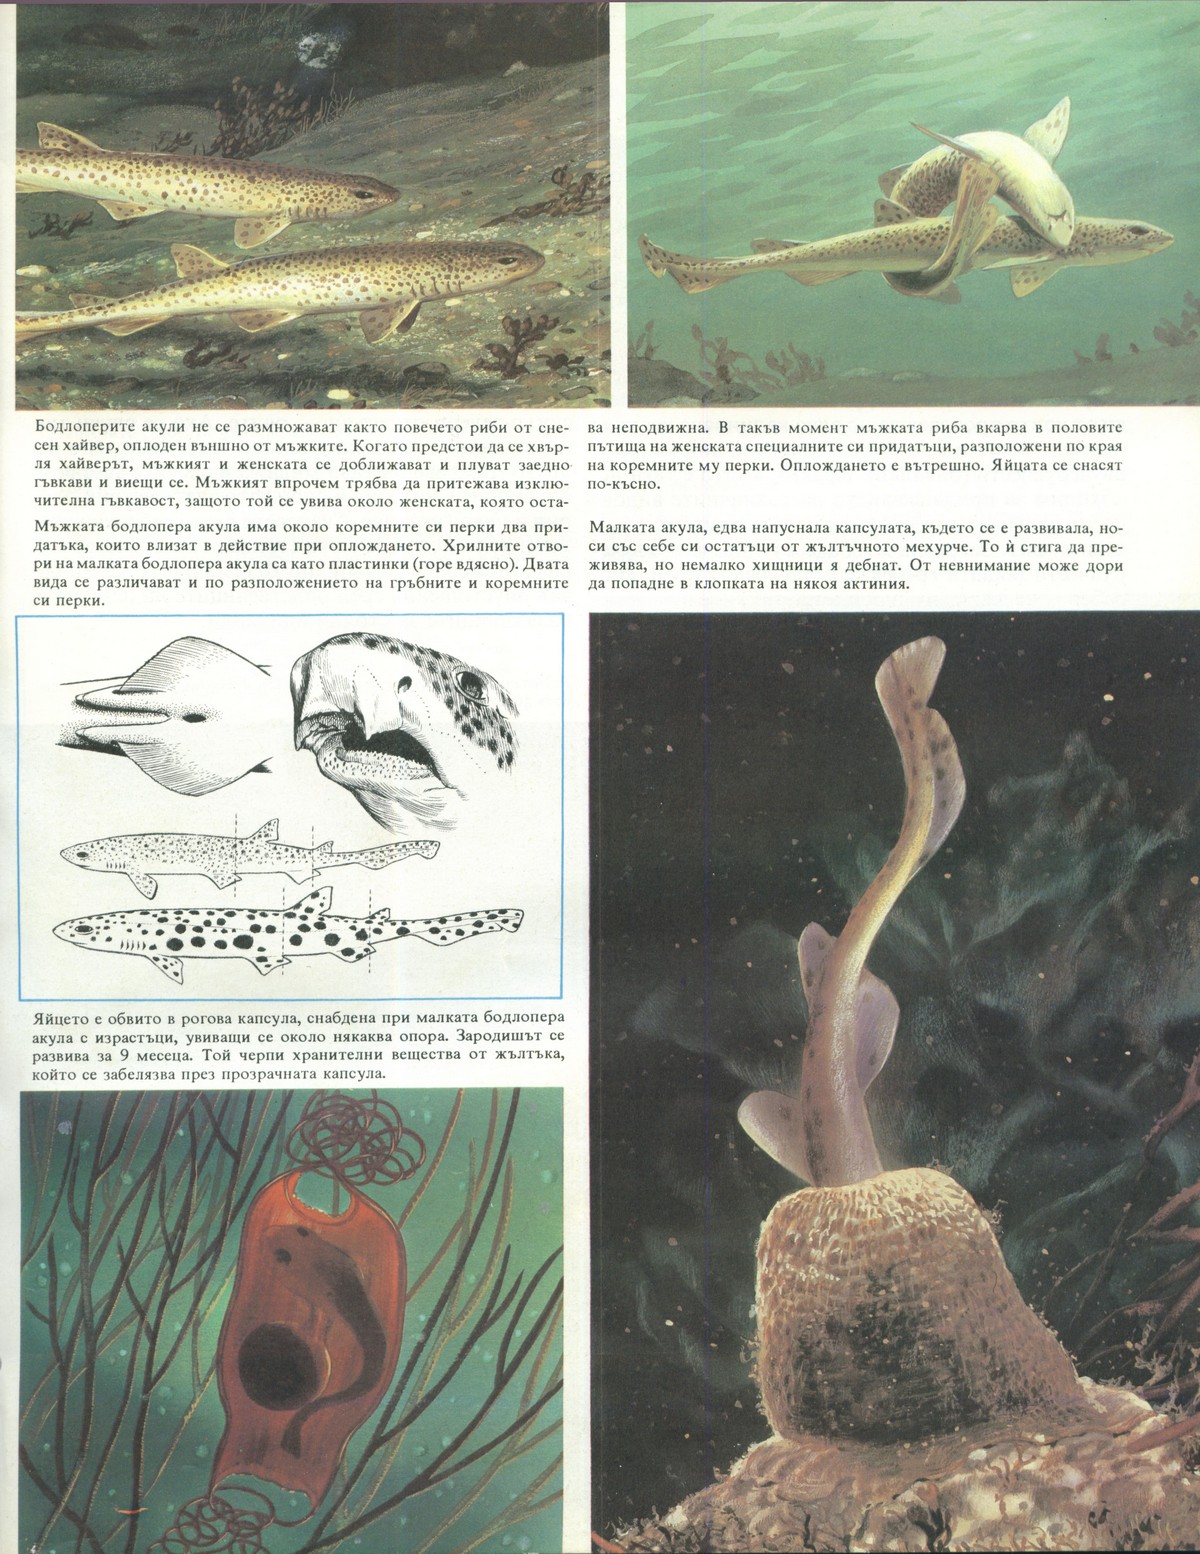 Бодлоперите акули не се размножават както повечето риби от сне-
сен хайвер, оплоден външно от мъжките. Когато предстои да се хвър-
ля хайверът, мъжкият и женската се доближават и плуват заедно
гъвкави и виещи се. Мъжкият впрочем трябва да притежава изклю-
чителна гъвкавост, защото той се увива около женската, която оста-
ва неподвижна. В такъв момент мъжката риба вкарва в половите
пътища на женската специалните си придатъци, разположени по края
на коремните му перки. Оплождането е вътрешно. Яйцата се снасят
по-късно.
Мъжката бодлопера акула има около коремните си перки два при-
датъка, които влизат в действие при оплождането. Хрилните отво-
ри на малката бодлопера акула са като пластинки (горе вдясно). Двата
вида се различават и по разположението на гръбните и коремните
си перки.
Малката акула, едва напуснала капсулата, където се е развивала, но-
си със себе си остатъци от жълтъчното мехурче. То ѝ стига да пре-
живява, но немалко хищници я дебнат. От невнимание може дори
да попадне в клопката на някоя актиния.
Яйцето е обвито в рогова капсула, снабдена при малката бодлопера
акула с израстъци, увиващи се около някаква опора. Зародишът се
развива за 9 месеца. Той черпи хранителни вещества от жълтъка,
който се забелязва през прозрачната капсула.